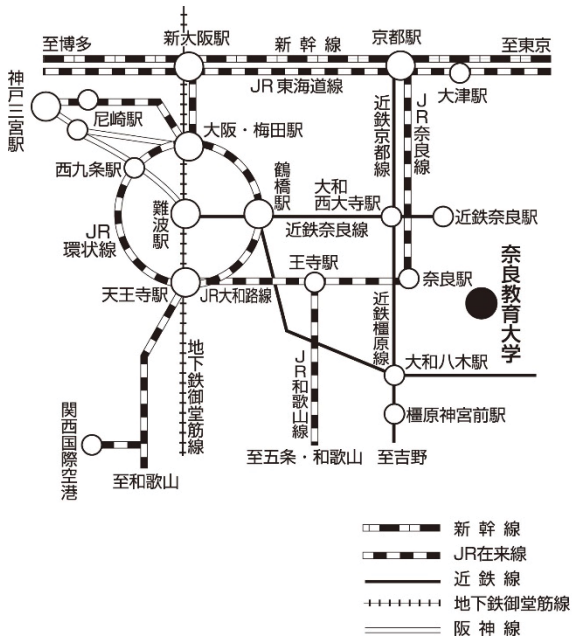 至博多
新大阪駅
新幹線
京都駅
至東京
JR東海道線
大津駅
神戸三宮駅
尼崎駅
大阪・梅田駅
近鉄京都線
JR奈良線
西九条駅
鶴橋駅
大和
西大寺駅
難波駅
近鉄奈良線
近鉄奈良駅
JR
環状線
天王寺駅
JR大和路線
王寺駅
奈良駅
奈良教育大学
近鉄橿原線
地下鉄御堂筋線
JR和歌山線
大和八木駅
橿原神宮前駅
関西国際空港
至和歌山
至五条・和歌山
至吉野
新幹線
JR在来線
近鉄線
地下鉄御堂筋線
阪神線